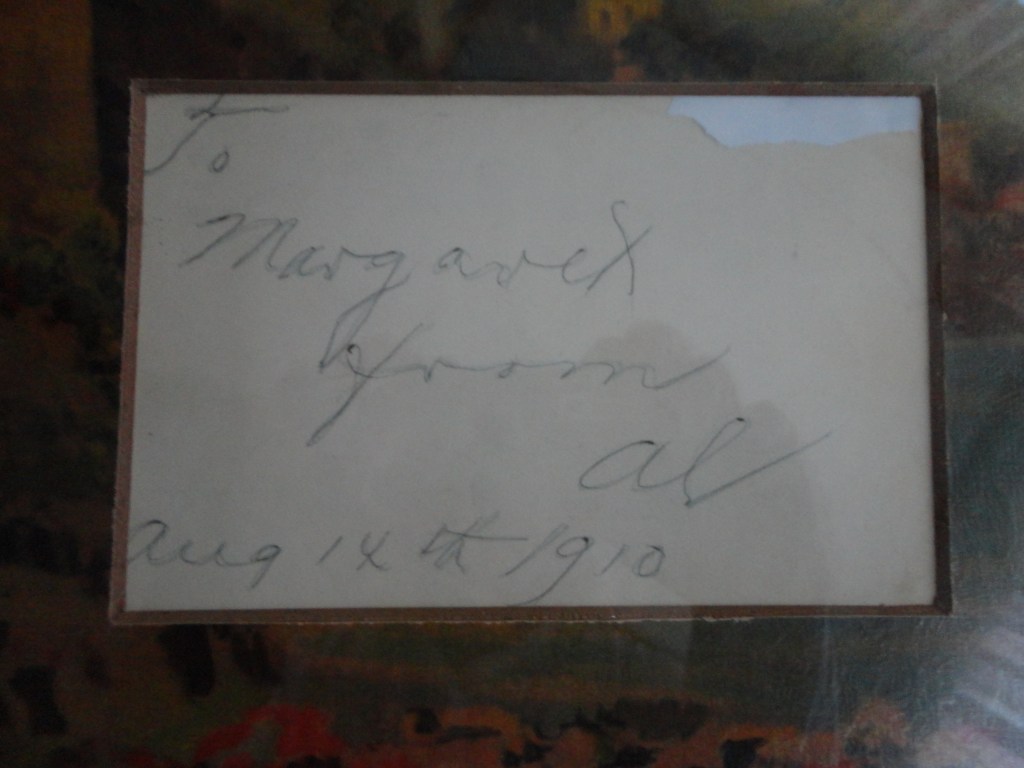 To
Margaret
from
Al
Aug 14th 1910